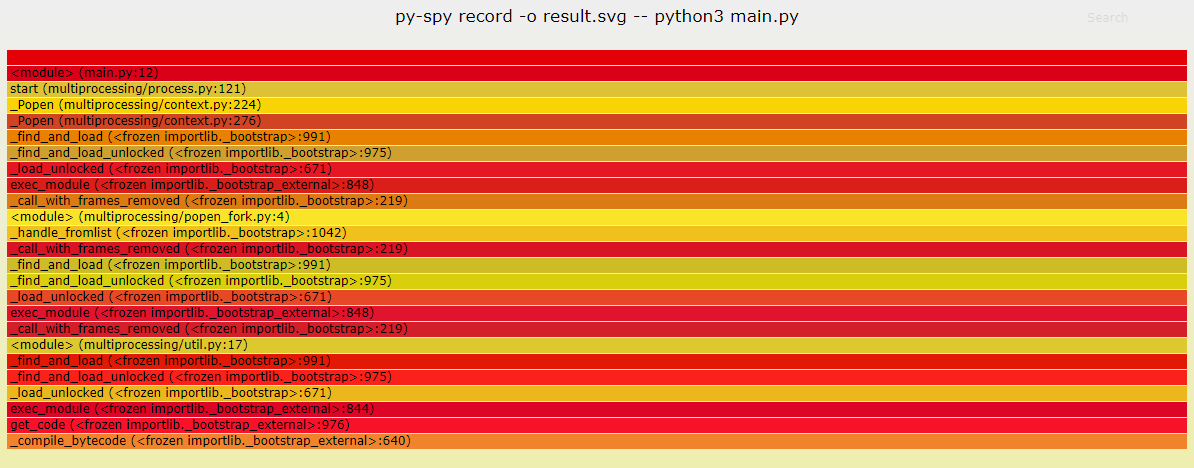 py-spy record -o result.svg -- python3 main.py
Search
<module> (main.py:12)
start (multiprocessing/process.py:121)
_Popen (multiprocessing/context.py:224)
_Popen (multiprocessing/context.py:276)
_find_and_load (<frozen importlib._bootstrap>:991)
_find_and_load_unlocked (<frozen importlib._bootstrap>:975)
_load_unlocked (<frozen importlib._bootstrap>:671)
exec_module (<frozen importlib._bootstrap_external>:848)
_call_with_frames_removed (<frozen importlib._bootstrap>:219)
<module> (multiprocessing/popen_fork.py:4)
_handle_fromlist (<frozen importlib._bootstrap>:1042)
_call_with_frames_removed (<frozen importlib._bootstrap>:219)
_find_and_load (<frozen importlib._bootstrap>:991)
_find_and_load_unlocked (<frozen importlib._bootstrap>:975)
_load_unlocked (<frozen importlib._bootstrap>:671)
exec_module (<frozen importlib._bootstrap_external>:848)
_call_with_frames_removed (<frozen importlib._bootstrap>:219)
<module> (multiprocessing/util.py:17)
_find_and_load (<frozen importlib._bootstrap>:991)
_find_and_load_unlocked (<frozen importlib._bootstrap>:975)
_load_unlocked (<frozen importlib._bootstrap>:671)
exec_module (<frozen importlib._bootstrap_external>:844)
get_code (<frozen importlib._bootstrap_external>:976)
_compile_bytecode (<frozen importlib._bootstrap_external>:640)